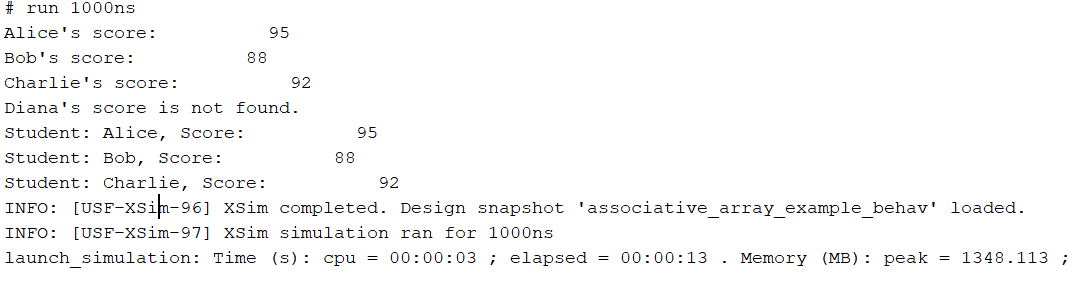 # run 1000ns
Alice's score:          95
Bob's score:          88
Charlie's score:          92
Diana's score is not found.
Student: Alice, Score:          95
Student: Bob, Score:          88
Student: Charlie, Score:          92
INFO: [USF-XSim-96] XSim completed. Design snapshot 'associative_array_example_behav' loaded.
INFO: [USF-XSim-97] XSim simulation ran for 1000ns
launch_simulation: Time (s): cpu = 00:00:03 ; elapsed = 00:00:13 . Memory (MB): peak = 1348.113 ;